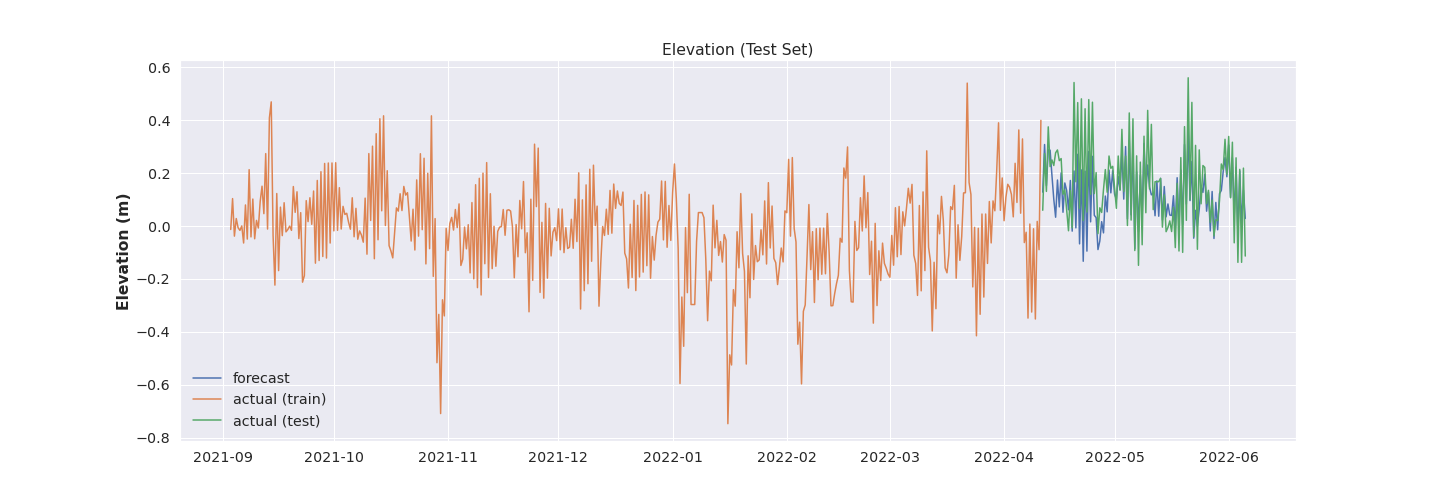 Elevation (Test Set)
Elevation (m)
0.6
0.4
0.2
0.0
−0.2
−0.4
−0.6
−0.8
forecast
actual (train)
actual (test)
2021-09 2021-10 2021-11 2021-12 2022-01 2022-02 2022-03 2022-04 2022-05 2022-06